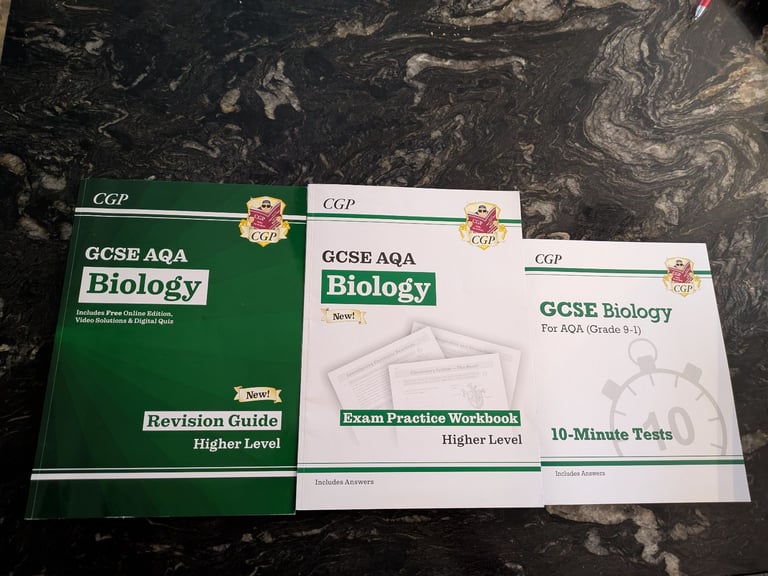 CGP
CGP
GCSE AQA
Biology
Includes Free Online Edition,
Video Solutions & Digital Quiz
New!
Revision Guide
Higher Level
CGP
CGP
GCSE AQA
Biology
New!
Exam Practice Workbook
Higher Level
Includes Answers
CGP
CGP
GCSE Biology
For AQA (Grade 9-1)
10
10-Minute Tests
Includes Answers